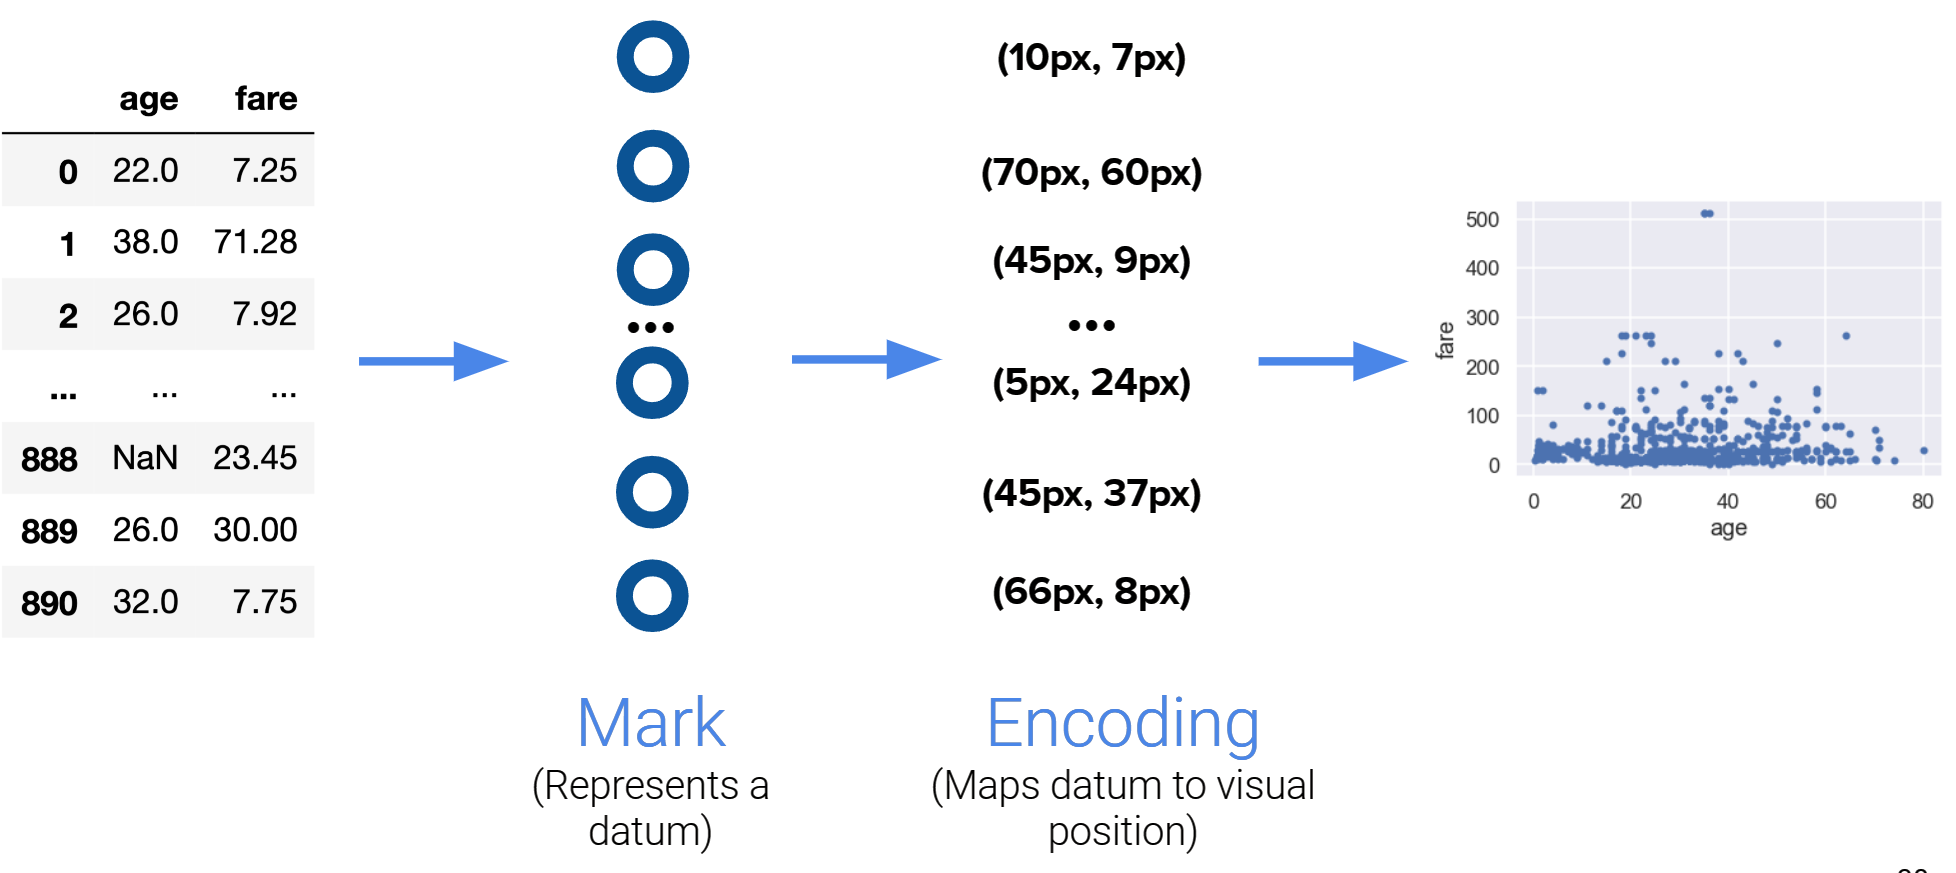 age fare
0 22.0 7.25
1 38.0 71.28
2 26.0 7.92
... ... ...
888 NaN 23.45
889 26.0 30.00
890 32.0 7.75
•••
Mark
(Represents a
datum)
(10px, 7px)
(70px, 60px)
(45px, 9px)
•••
(5px, 24px)
(45px, 37px)
(66px, 8px)
Encoding
(Maps datum to visual
position)
fare
500
400
300
200
100
0
0 20 40 60 80
age